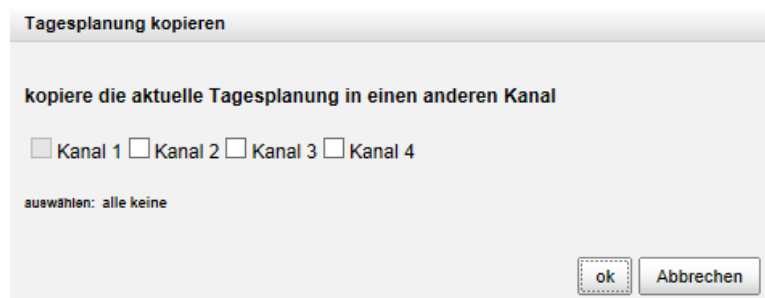 Tagesplanung kopieren
kopiere die aktuelle Tagesplanung in einen anderen Kanal
Kanal 1 Kanal 2 Kanal 3 Kanal 4
auswählen: alle keine
ok Abbrechen